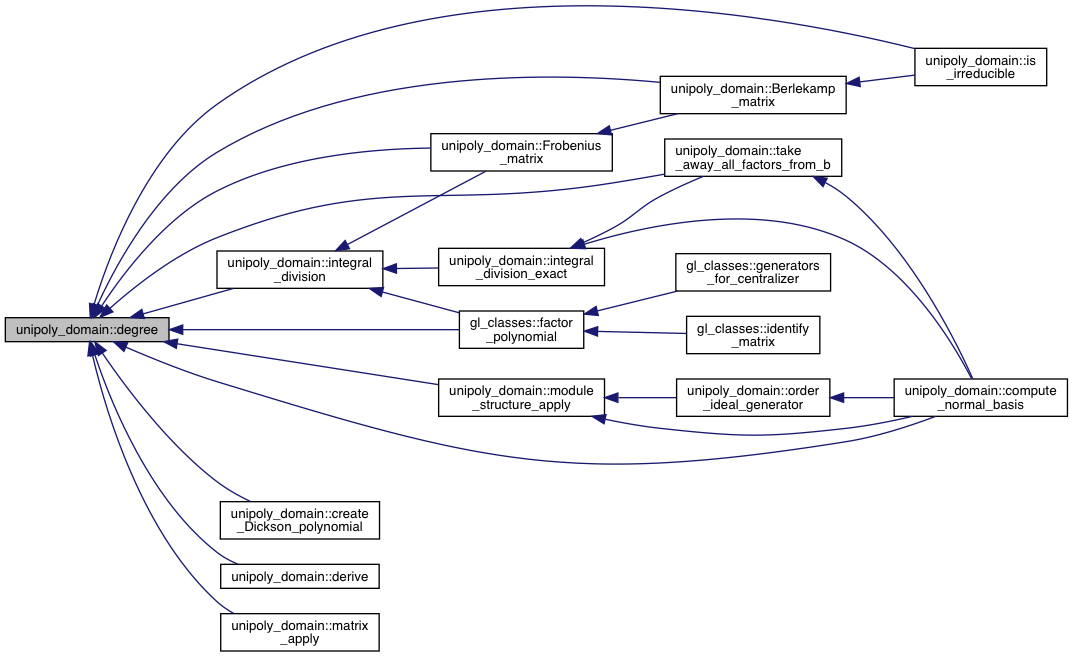 unipoly_domain::is
_irreducible
unipoly_domain::Berlekamp
_matrix
unipoly_domain::Frobenius
_matrix
unipoly_domain::take
_away_all_factors_from_b
unipoly_domain::integral
_division
unipoly_domain::integral
_division_exact
gl_classes::generators
_for_centralizer
unipoly_domain::degree
gl_classes::factor
_polynomial
gl_classes::identify
_matrix
unipoly_domain::module
_structure_apply
unipoly_domain::order
_ideal_generator
unipoly_domain::compute
_normal_basis
unipoly_domain::create
_Dickson_polynomial
unipoly_domain::derive
unipoly_domain::matrix
_apply